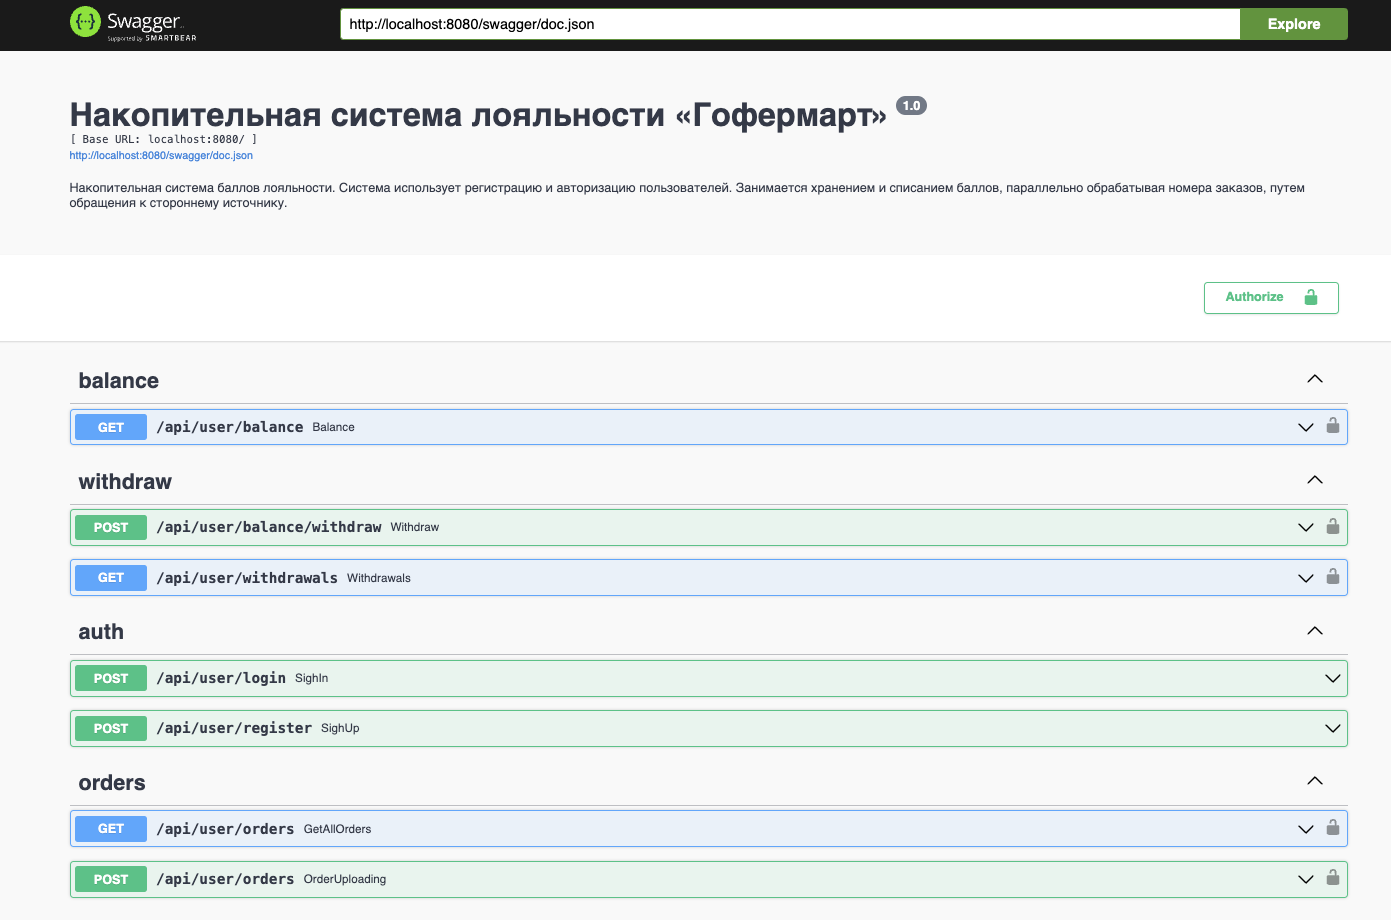 Swagger
Supported by SMARTBEAR
http://localhost:8080/swagger/doc.json
Explore
Накопительная система лояльности «Гофермарт» 1.0
[ Base URL: localhost:8080/ ]
http://localhost:8080/swagger/doc.json
Накопительная система баллов лояльности. Система использует регистрацию и авторизацию пользователей. Занимается хранением и списанием баллов, параллельно обрабатывая номера заказов, путем
обращения к стороннему источнику.
Authorize
balance
GET /api/user/balance Balance
withdraw
POST /api/user/balance/withdraw Withdraw
GET /api/user/withdrawals Withdrawals
auth
POST /api/user/login SighIn
POST /api/user/register SighUp
orders
GET /api/user/orders GetAllOrders
POST /api/user/orders OrderUploading